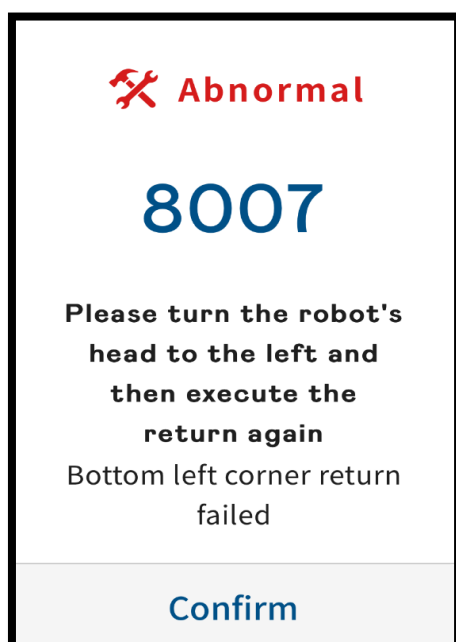 Abnormal
8007
Please turn the robot's
head to the left and
then execute the
return again
Bottom left corner return
failed
Confirm